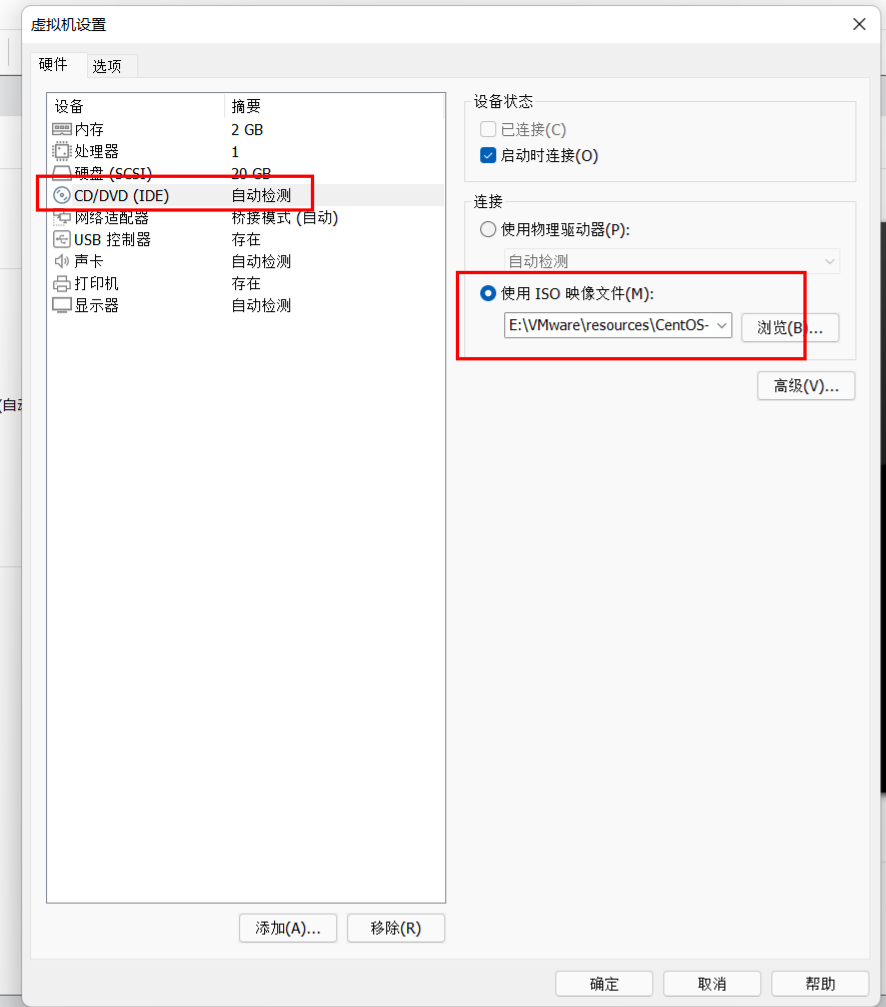 虚拟机设置
硬件 选项
设备 摘要
内存 2 GB
处理器 1
硬盘 (SCSI) 20 GB
CD/DVD (IDE) 自动检测
网络适配器 桥接模式 (自动)
USB 控制器 存在
声卡 自动检测
打印机 存在
显示器 自动检测
添加(A)... 移除(R)
设备状态
已连接(C)
启动时连接(O)
连接
使用物理驱动器(P):
自动检测
使用 ISO 映像文件(M):
E:\VMware\resources\CentOS- 浏览(B)...
高级(V)...
(自
确定 取消 帮助